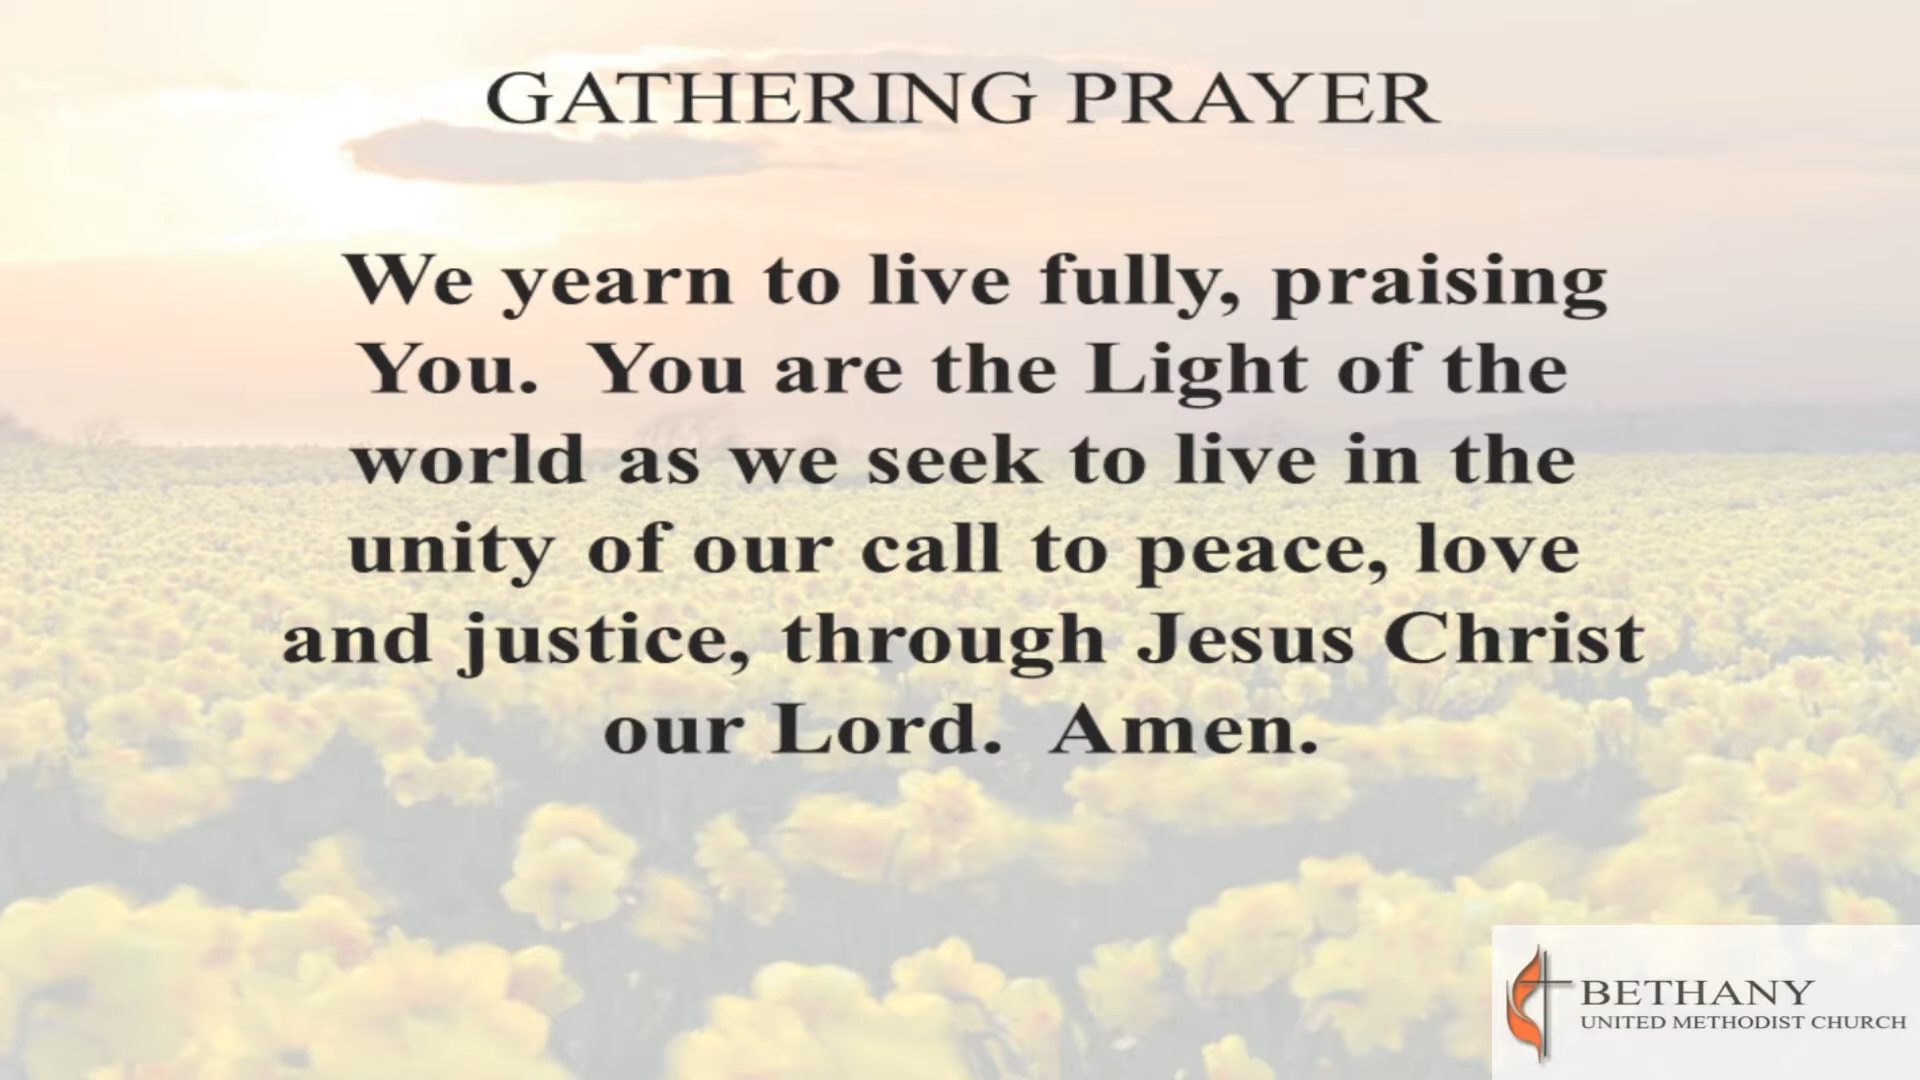 GATHERING PRAYER
We yearn to live fully, praising
You.  You are the Light of the
world as we seek to live in the
unity of our call to peace, love
and justice, through Jesus Christ
our Lord.  Amen.
BETHANY
UNITED METHODIST CHURCH